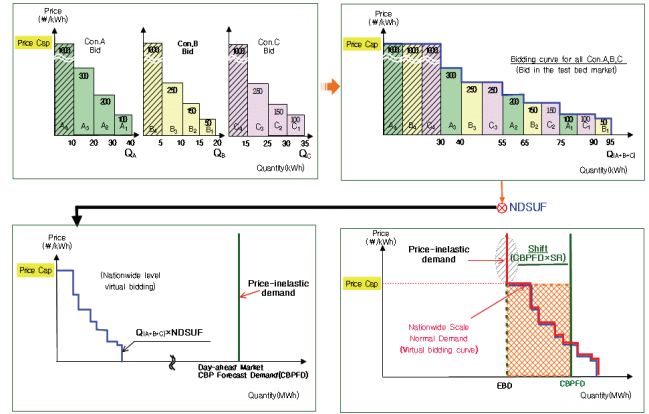 Price
(₩/kWh)
Price Cap
Con.A
Bid
1000
300
200
100
A4
A3
A2
A1
10
20
30
40
QA
Con.B
Bid
1000
250
150
50
B4
B3
B2
B1
5
10
15
20
QB
Con.C
Bid
1000
250
150
100
C4
C3
C2
C1
15
25
30
35
QC
Quantity(kWh)
Price
(₩/kWh)
Price Cap
Bidding curve for all Con.A,B,C
(Bid in the test bed market)
1000
1000
1000
300
250
255
200
150
75
100
100
50
A4
B4
C4
A3
B3
C3
A2
B2
C2
A1
C1
B1
30
40
55
65
75
90
95
Q(A+B+C)
Quantity(kWh)
NDSUF
Price
(₩/kWh)
Price Cap
(Nationwide level
virtual bidding)
Price-inelastic
demand
Q(A+B+C)×NDSUF
Day-ahead Market
CBP Forecast Demand(CBPFD)
Quantity(MWh)
Price
(₩/kWh)
Price-inelastic
demand
Shift
(CBPFD×SR)
Price Cap
Nationwide Scale
Normal Demand
(Virtual bidding curve)
EBD
CBPFD
Quantity(MWh)